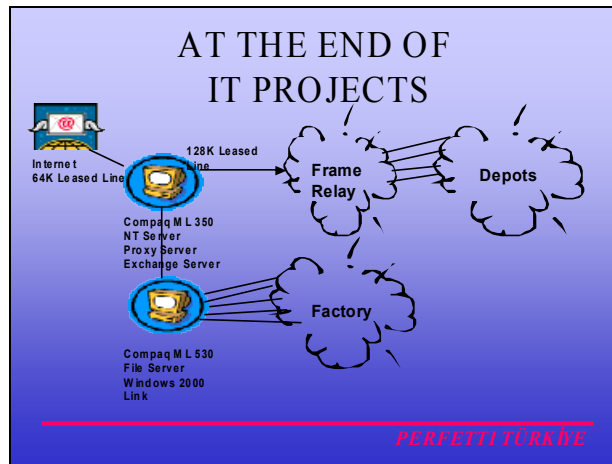 AT THE END OF
IT PROJECTS
Internet
64K Leased Line
128K Leased
Line
Frame
Relay
Depots
Compaq ML 350
NT Server
Proxy Server
Exchange Server
Factory
Compaq ML 530
File Server
Windows 2000
Link
PERFETTI TÜRKİYE